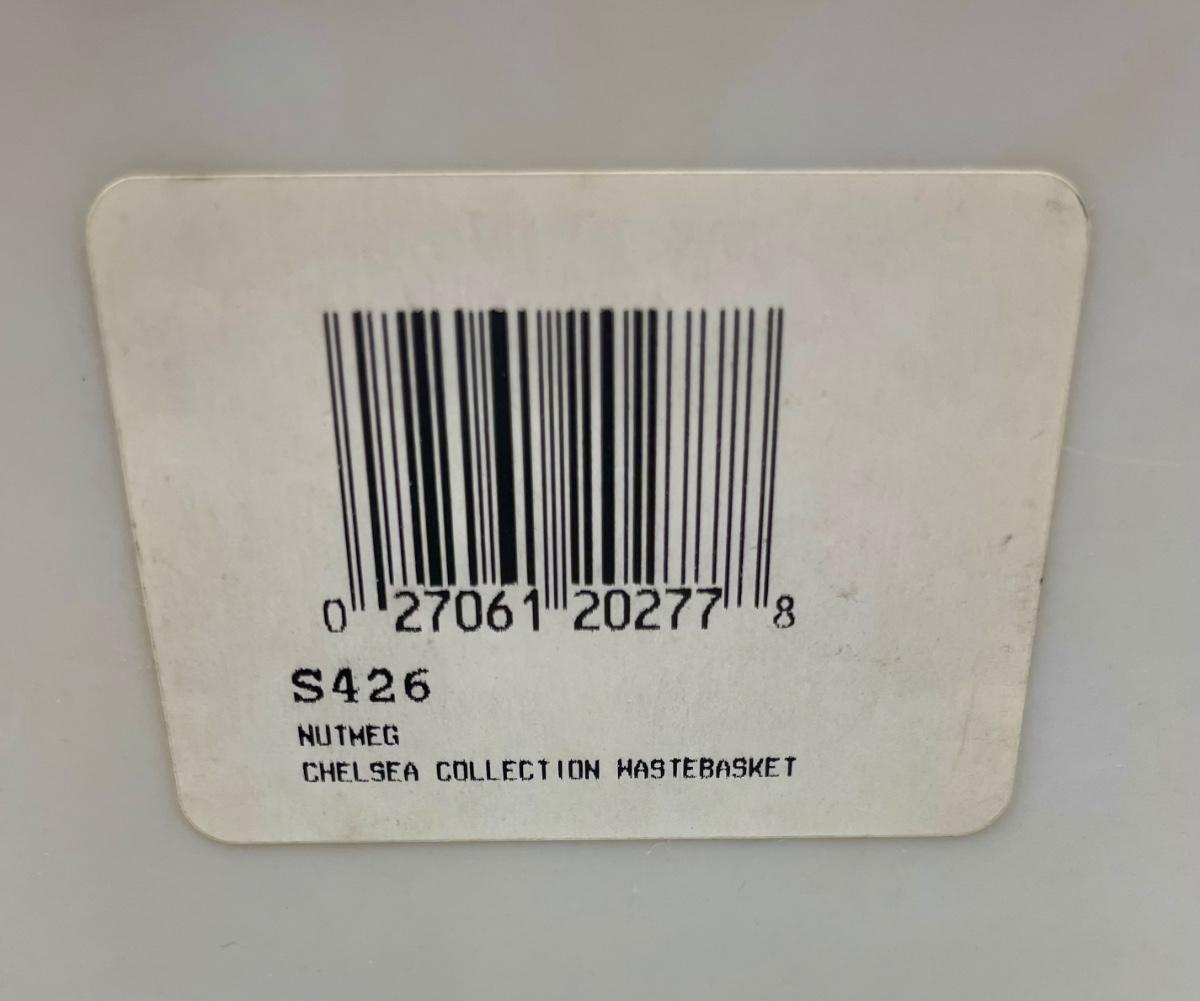 0 27061 20277 8
S426
NUTMEG
CHELSEA COLLECTION WASTEBASKET